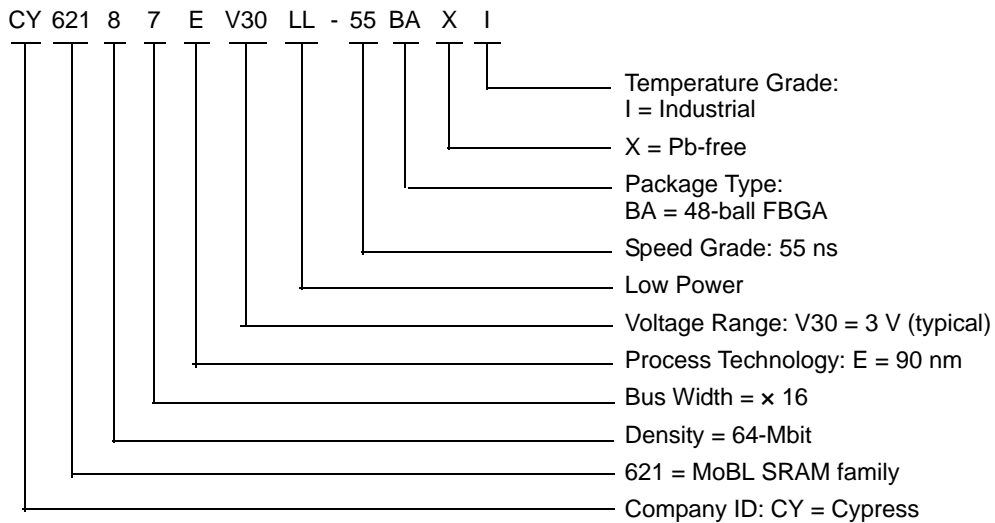 CY 621 8 7 E V30 LL - 55 BA X I
Temperature Grade:
I = Industrial
X = Pb-free
Package Type:
BA = 48-ball FBGA
Speed Grade: 55 ns
Low Power
Voltage Range: V30 = 3 V (typical)
Process Technology: E = 90 nm
Bus Width = × 16
Density = 64-Mbit
621 = MoBL SRAM family
Company ID: CY = Cypress